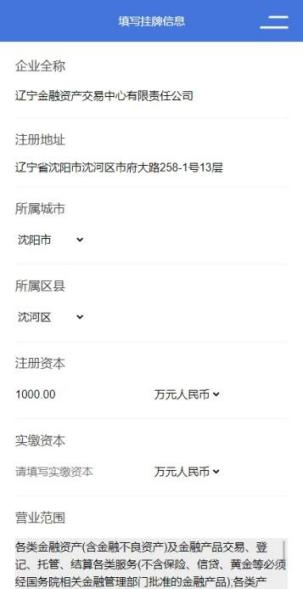 填写挂牌信息
企业全称
辽宁金融资产交易中心有限责任公司
注册地址
辽宁省沈阳市沈河区市府大路258-1号13层
所属城市
沈阳市
所属区县
沈河区
注册资本
1000.00 万元人民币
实缴资本
请填写实缴资本 万元人民币
营业范围
各类金融资产(含金融不良资产)及金融产品交易、登
记、托管、结算各类服务(不含保险、信贷、黄金等必须
经国务院相关金融管理部门批准的金融产品);各类产